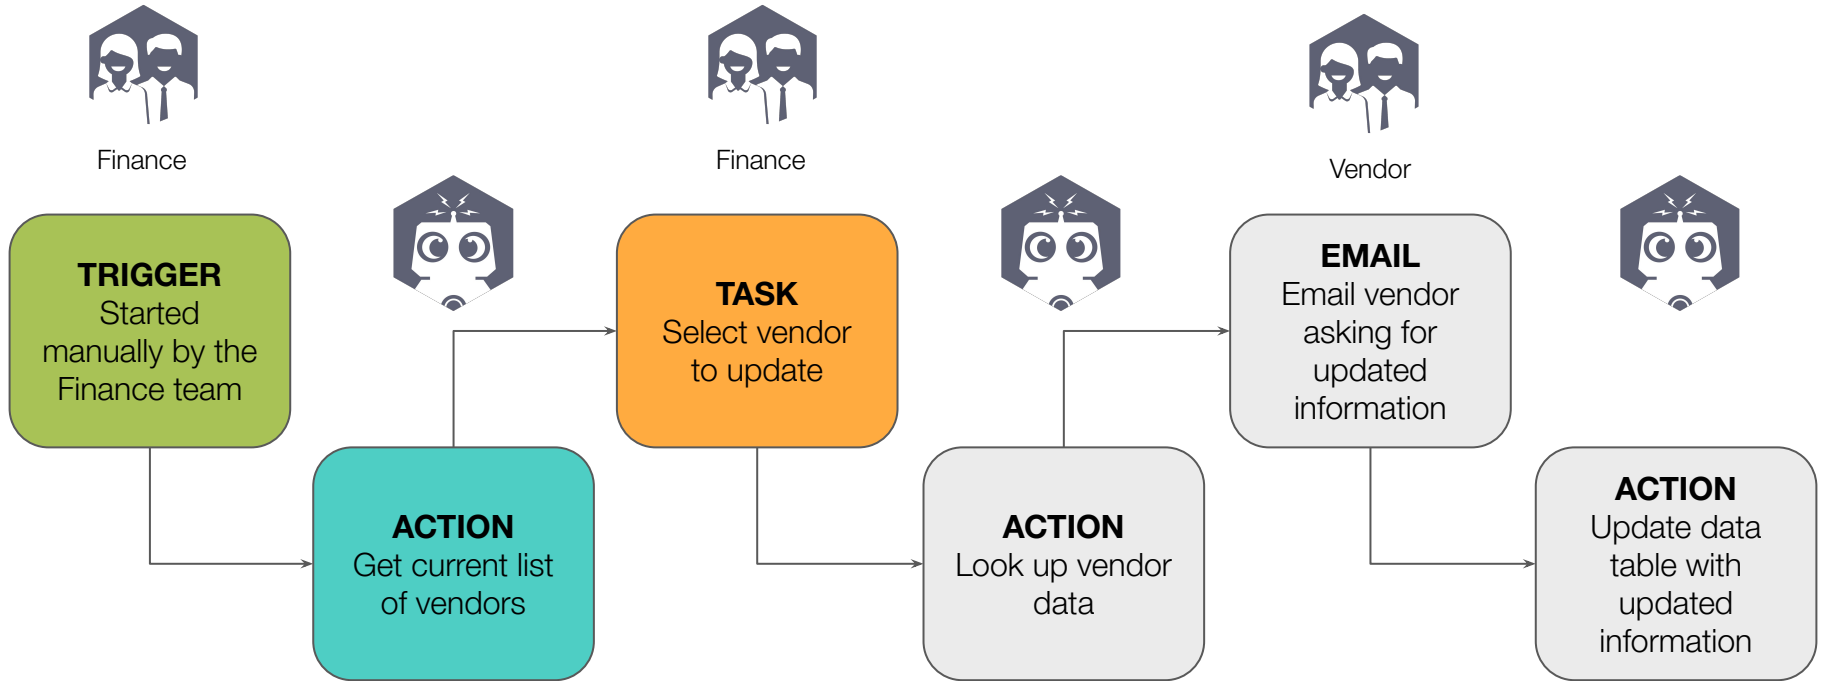 Finance
Finance
Vendor
TRIGGER
Started
manually by the
Finance team
ACTION
Get current list
of vendors
TASK
Select vendor
to update
ACTION
Look up vendor
data
EMAIL
Email vendor
asking for
updated
information
ACTION
Update data
table with
updated
information